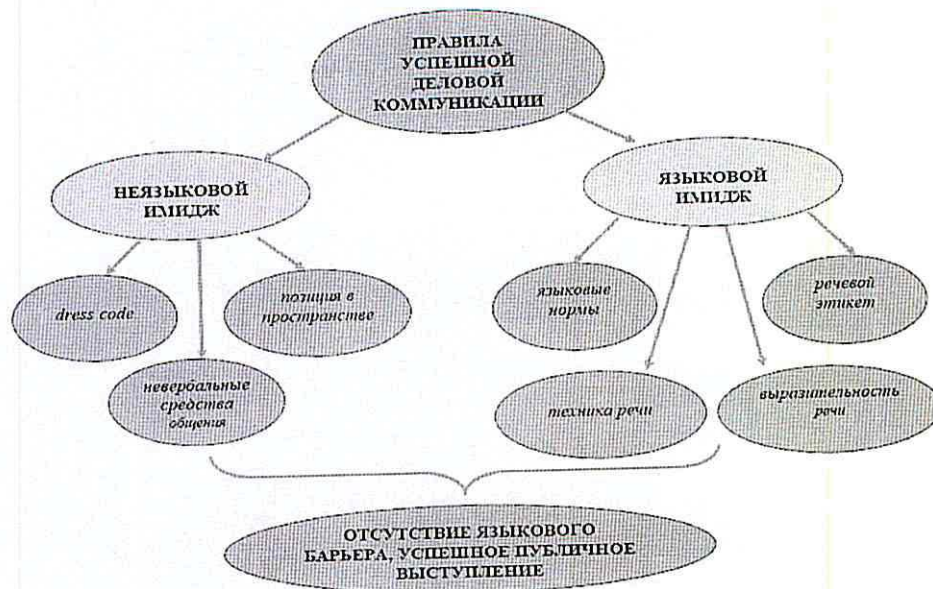 ПРАВИЛА
УСПЕШНОЙ
ДЕЛОВОЙ
КОММУНИКАЦИИ
НЕЯЗЫКОВОЙ
ИМИДЖ
ЯЗЫКОВОЙ
ИМИДЖ
dress code
позиция в
пространстве
невербальные
средства
общения
языковые
нормы
речевой
этикет
техника речи
выразительность
речи
ОТСУТСТВИЕ ЯЗЫКОВОГО
БАРЬЕРА, УСПЕШНОЕ ПУБЛИЧНОЕ
ВЫСТУПЛЕНИЕ